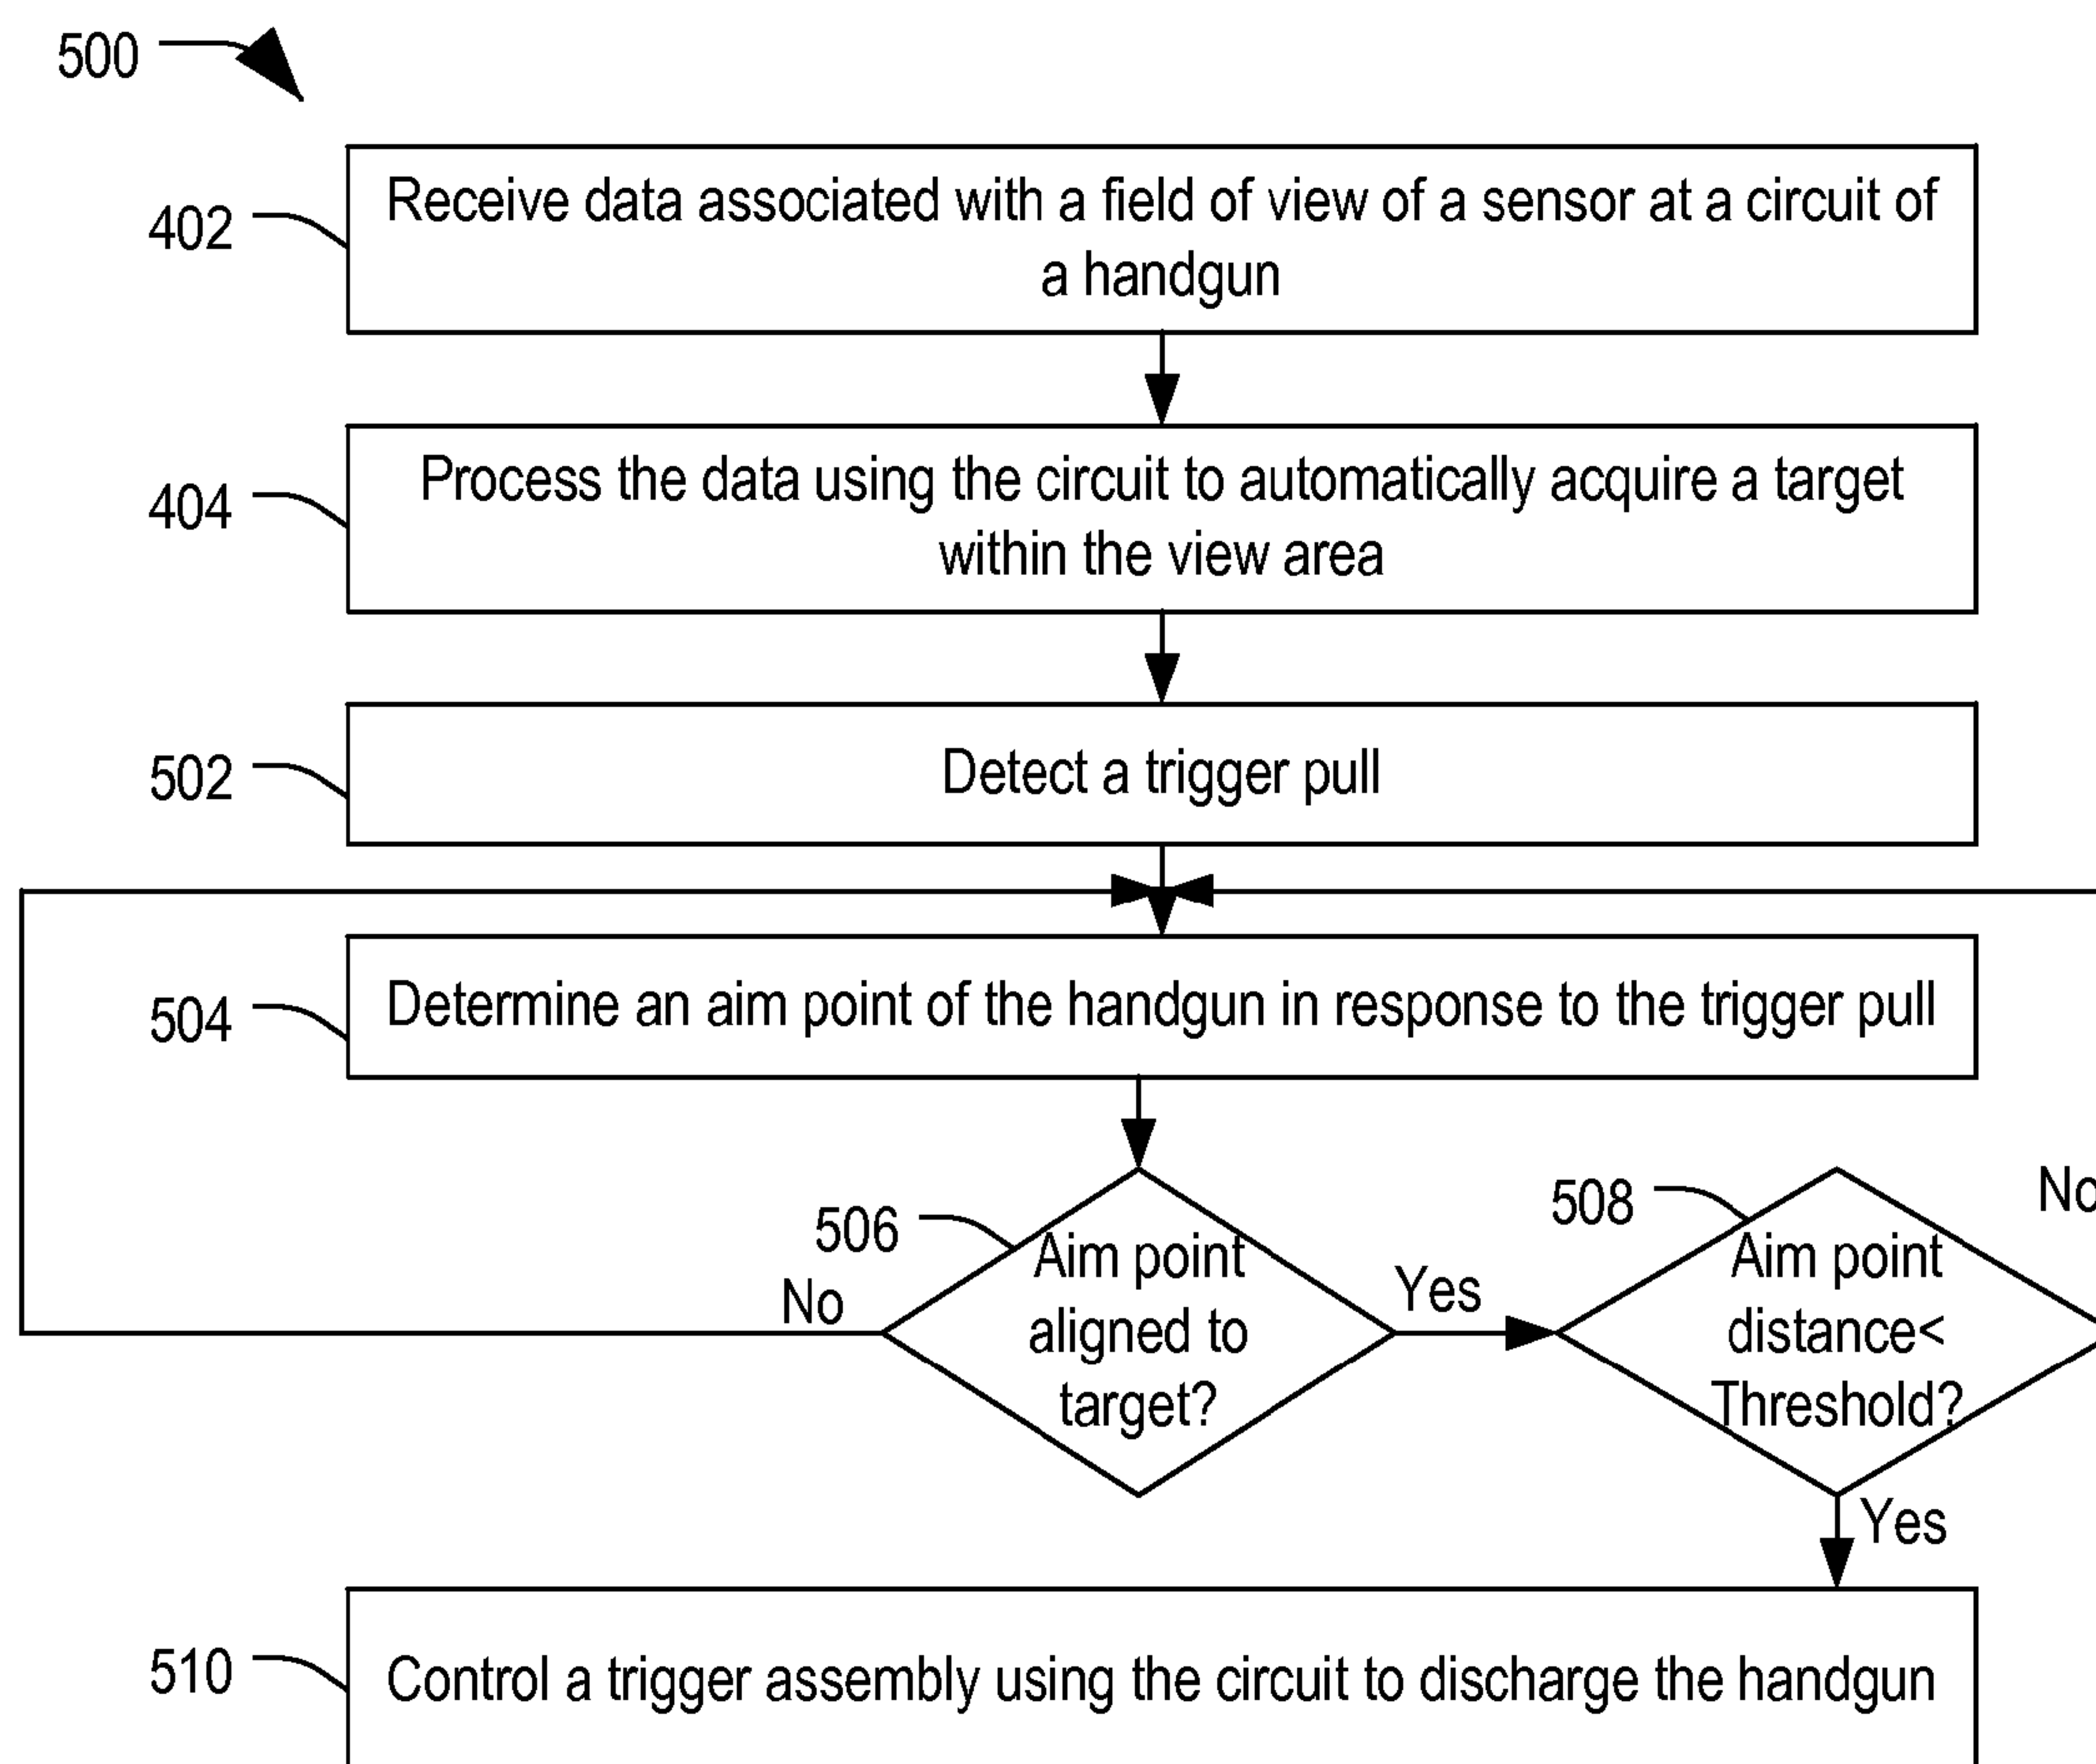 500
402
Receive data associated with a field of view of a sensor at a circuit of
a handgun
404
Process the data using the circuit to automatically acquire a target
within the view area
502
Detect a trigger pull
504
Determine an aim point of the handgun in response to the trigger pull
506
Aim point
aligned to
target?
No
Yes
508
Aim point
distance<
Threshold?
No
Yes
510
Control a trigger assembly using the circuit to discharge the handgun